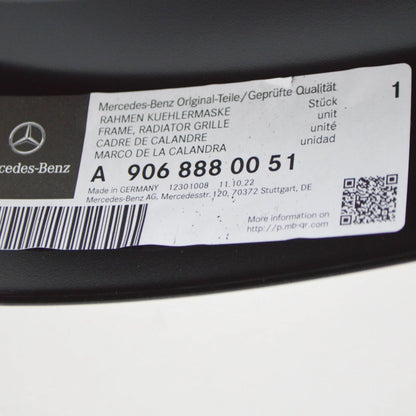 Mercedes-Benz Original-Teile/Geprüfte Qualität
RAHMEN KUEHLERMASKE Stück 1
FRAME, RADIATOR GRILLE unit
CADRE DE CALANDRE unité
MARCO DE LA CALANDRA unidad
cedes-Benz
A 906 888 00 51
Made in GERMANY 12301008 11.10.22
Mercedes-Benz AG, Mercedesstr.120, 70372 Stuttgart, DE
More information on
http://p.mb-qr.com/